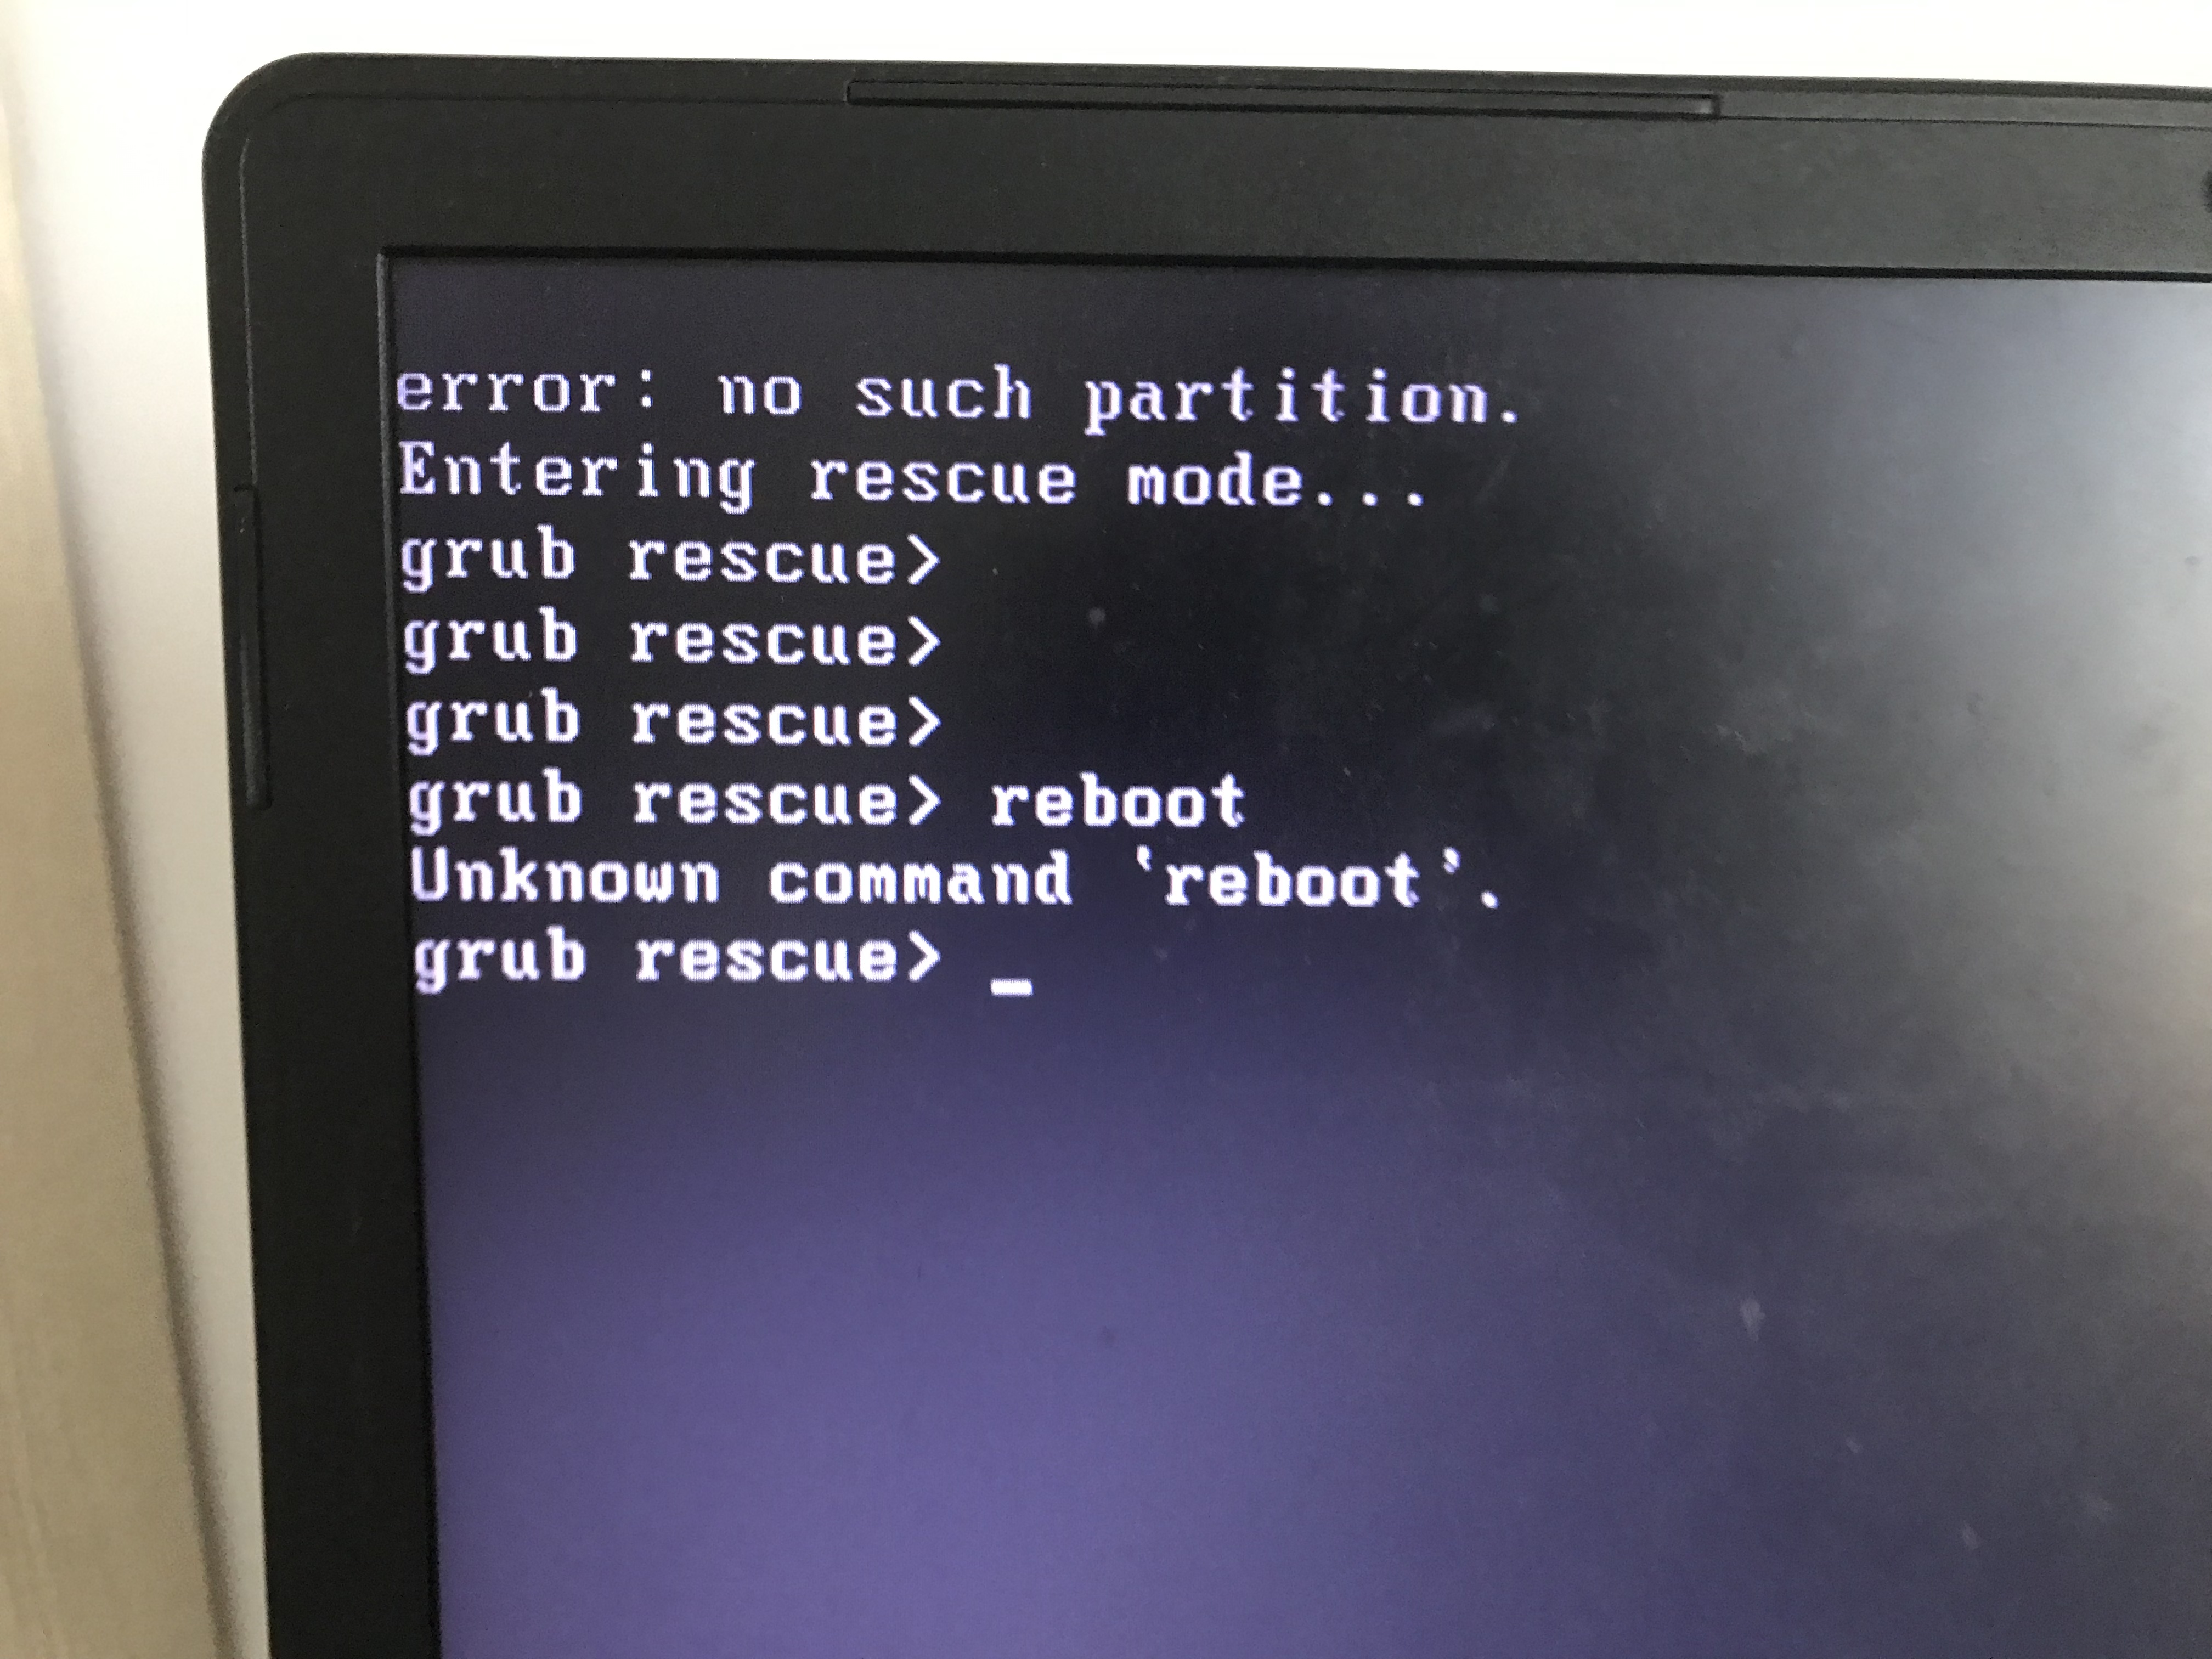 error: no such partition.
Entering rescue mode...
grub rescue>
grub rescue>
grub rescue>
grub rescue> reboot
Unknown command `reboot'.
grub rescue> _